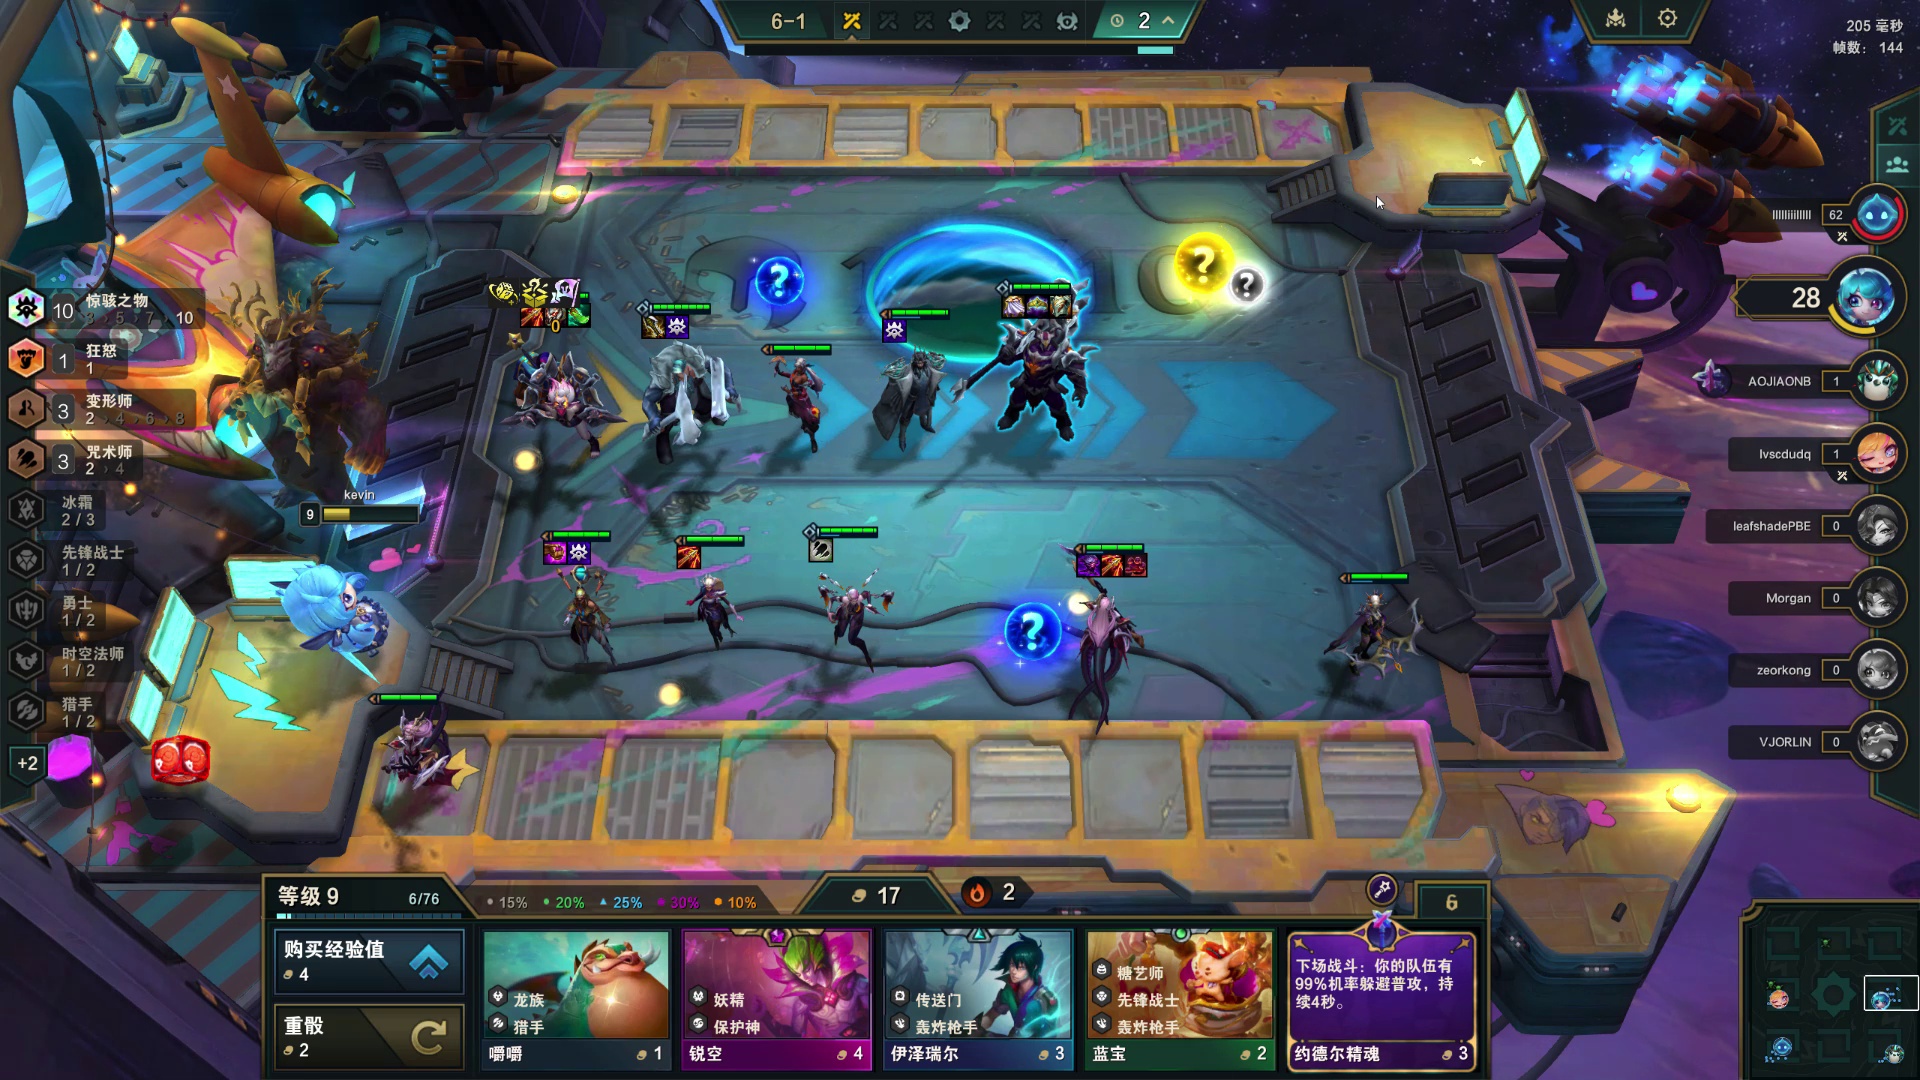 6-1
2
205 毫秒
帧数： 144
62
28
AOJIAONB 1
lvscdudq 1
leafshadePBE 0
Morgan 0
zeorkong 0
VJORLIN 0
10 惊骇之物
3 › 5 › 7 › 10
1 狂怒
1
3 变形师
2 › 4 › 6 › 8
3 咒术师
2 › 4
冰霜
2 / 3
先锋战士
1 / 2
勇士
1 / 2
时空法师
1 / 2
猎手
1 / 2
+2
kevin
9
0
等级 9 6/76
15% 20% 25% 30% 10%
17
2
6
购买经验值
4
重骰
2
龙族
猎手
嚼嚼 1
妖精
保护神
锐空 4
传送门
轰炸枪手
伊泽瑞尔 3
糖艺师
先锋战士
轰炸枪手
蓝宝 2
下场战斗：你的队伍有
99%机率躲避普攻，持
续4秒。
约德尔精魂 3